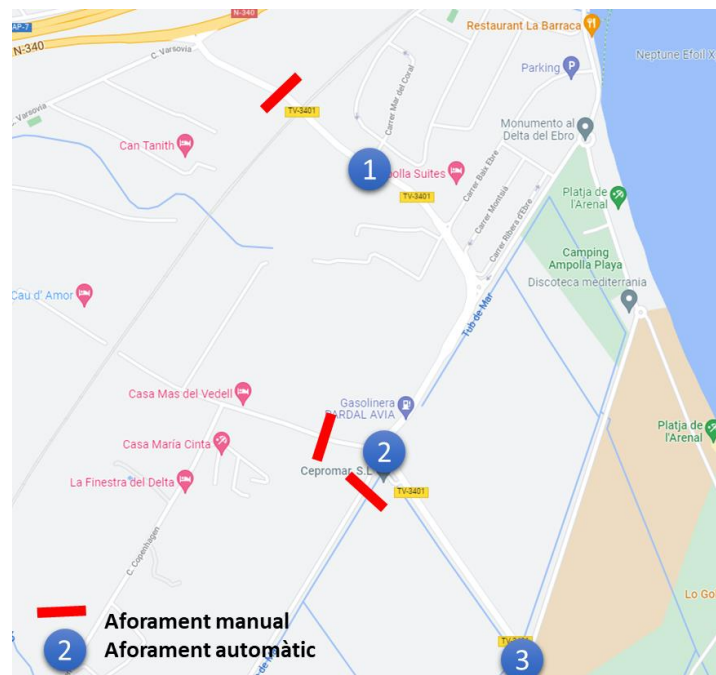 AP-7
N-340
N-340
Restaurant La Barraca
C. Varsovia
Neptune Efoil X
Parking
TV-3401
C. Varsovia
Carrer Mar del Coral
Monumento al
Delta del Ebro
Can Tanith
1
olla Suites
Carrer Baix Ebre
TV-3401
Platja de
l'Arenal
Carrer Montsià
Carrer Ribera d'Ebre
Camping
Ampolla Playa
Cau d' Amor
Discoteca mediterrania
Tub de Mar
Casa Mas del Vedell
Gasolinera
PARDAL AVIA
Platja de
l'Arenal
Casa María Cinta
2
Cepromar, S.L
La Finestra del Delta
TV-3401
C. Copenhagen
Lo Go
Aforament manual
2
Aforament automàtic
3